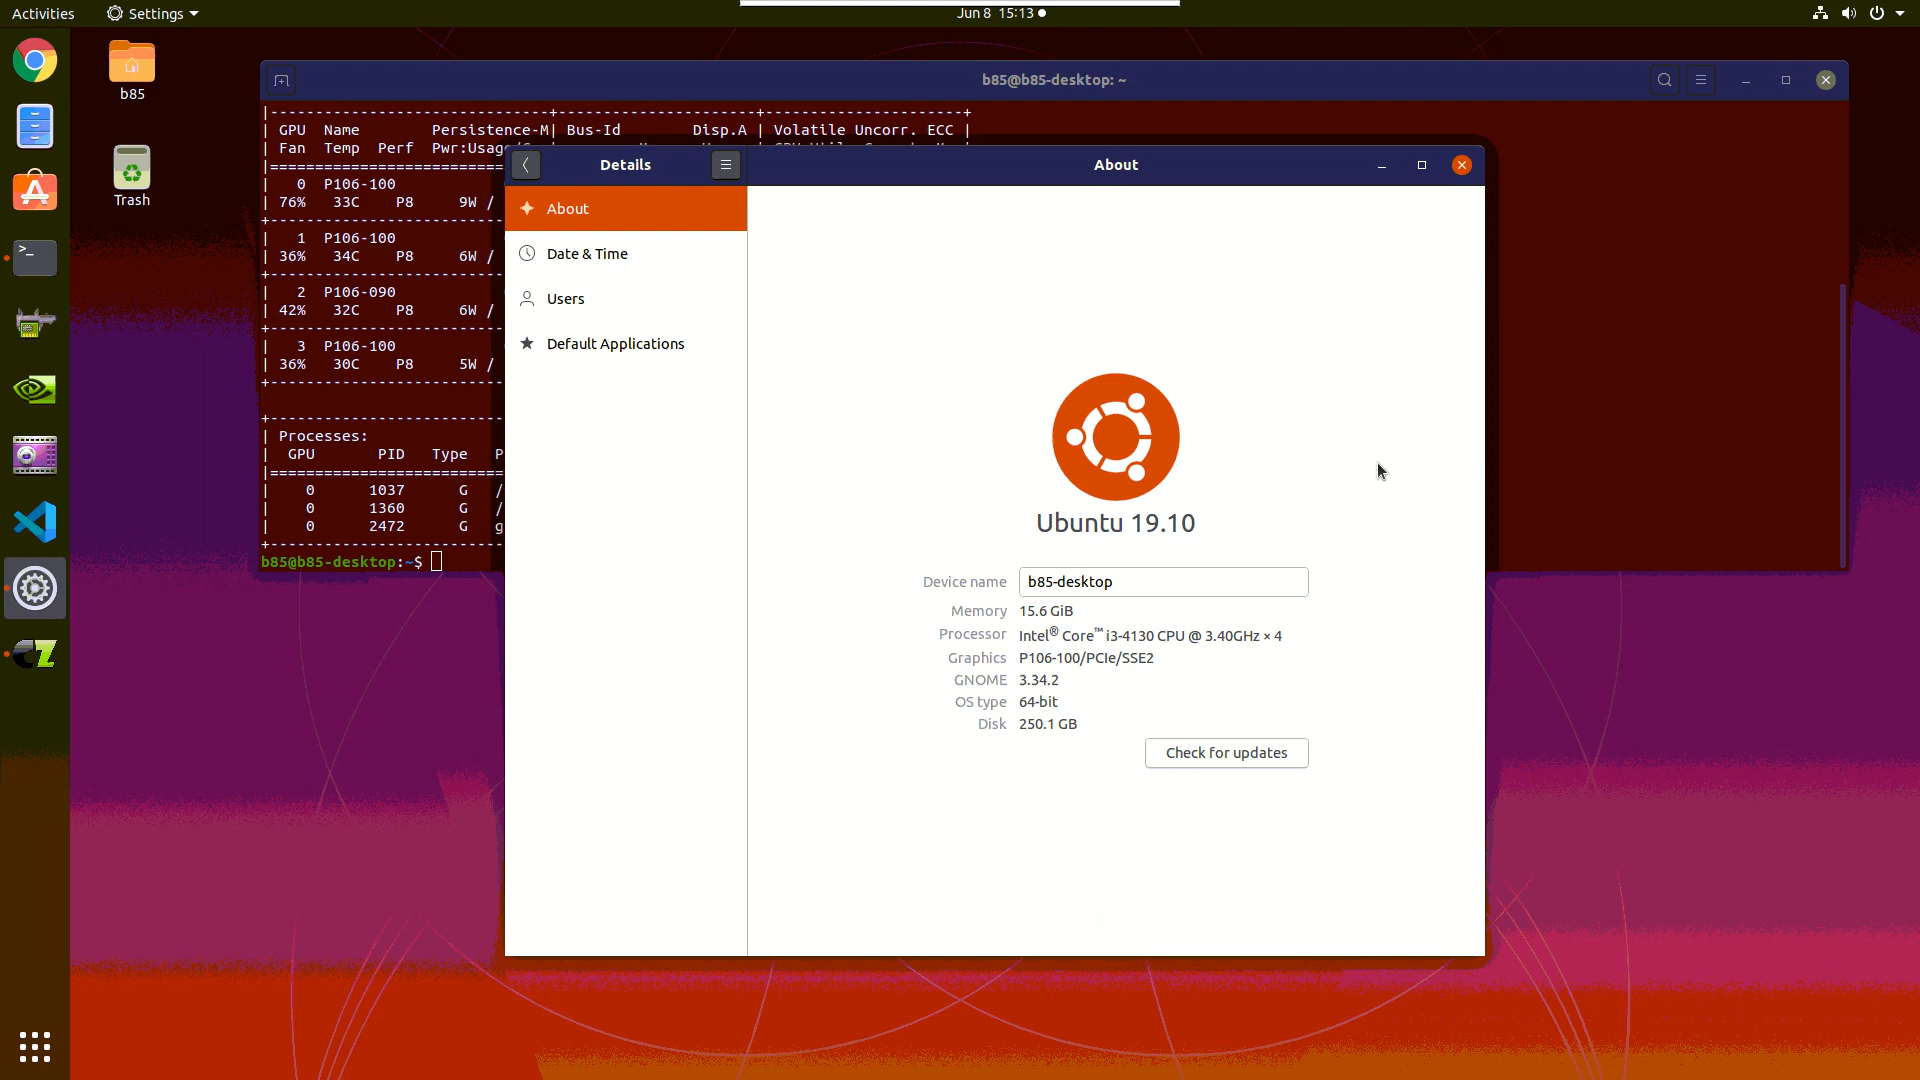 Activities
Settings
Jun 8 15:13
b85
Trash
b85@b85-desktop: ~
|-------------------------------+----------------------+----------------------+
| GPU  Name        Persistence-M| Bus-Id        Disp.A | Volatile Uncorr. ECC |
| Fan  Temp  Perf  Pwr:Usag
|==========================
|   0  P106-100
| 76%   33C    P8     9W /
+--------------------------
|   1  P106-100
| 36%   34C    P8     6W /
+--------------------------
|   2  P106-090
| 42%   32C    P8     6W /
+--------------------------
|   3  P106-100
| 36%   30C    P8     5W /
+--------------------------
+--------------------------
| Processes:
|  GPU       PID   Type   P
|==========================
|    0      1037      G   /
|    0      1360      G   /
|    0      2472      G   g
+--------------------------
b85@b85-desktop:~$
Details
About
About
Date & Time
Users
Default Applications
Ubuntu 19.10
Device name b85-desktop
Memory 15.6 GiB
Processor Intel® Core™ i3-4130 CPU @ 3.40GHz × 4
Graphics P106-100/PCIe/SSE2
GNOME 3.34.2
OS type 64-bit
Disk 250.1 GB
Check for updates